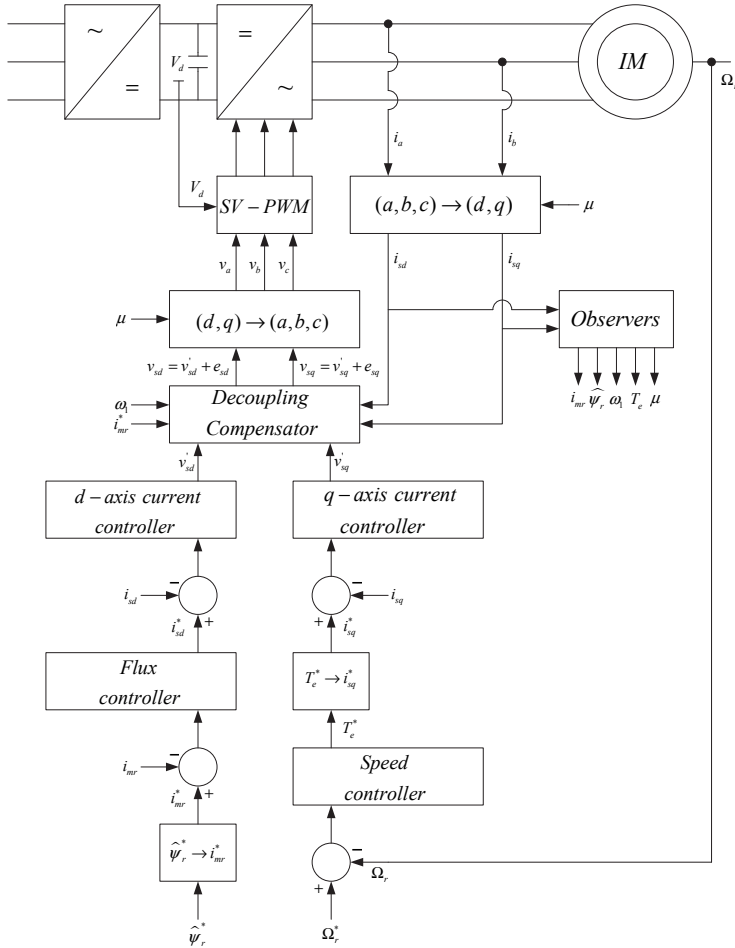 ~
=
V_d
=
~
IM
Ω_r
i_a
i_b
V_d
SV – PWM
(a,b,c) → (d,q)
μ
v_a
v_b
v_c
i_sd
i_sq
μ
(d,q) → (a,b,c)
Observers
v_sd = v'_sd + e_sd
v_sq = v'_sq + e_sq
i_mr
ψ̂_r
ω_1
T_e
μ
ω_1
i*_mr
Decoupling
Compensator
v'_sd
v'_sq
d – axis current
controller
q – axis current
controller
i_sd
–
+
i*_sd
–
+
i_sq
i*_sq
Flux
controller
T*_e → i*_sq
T*_e
i_mr
–
+
i*_mr
Speed
controller
ψ̂*_r → i*_mr
–
+
Ω_r
ψ̂*_r
Ω*_r